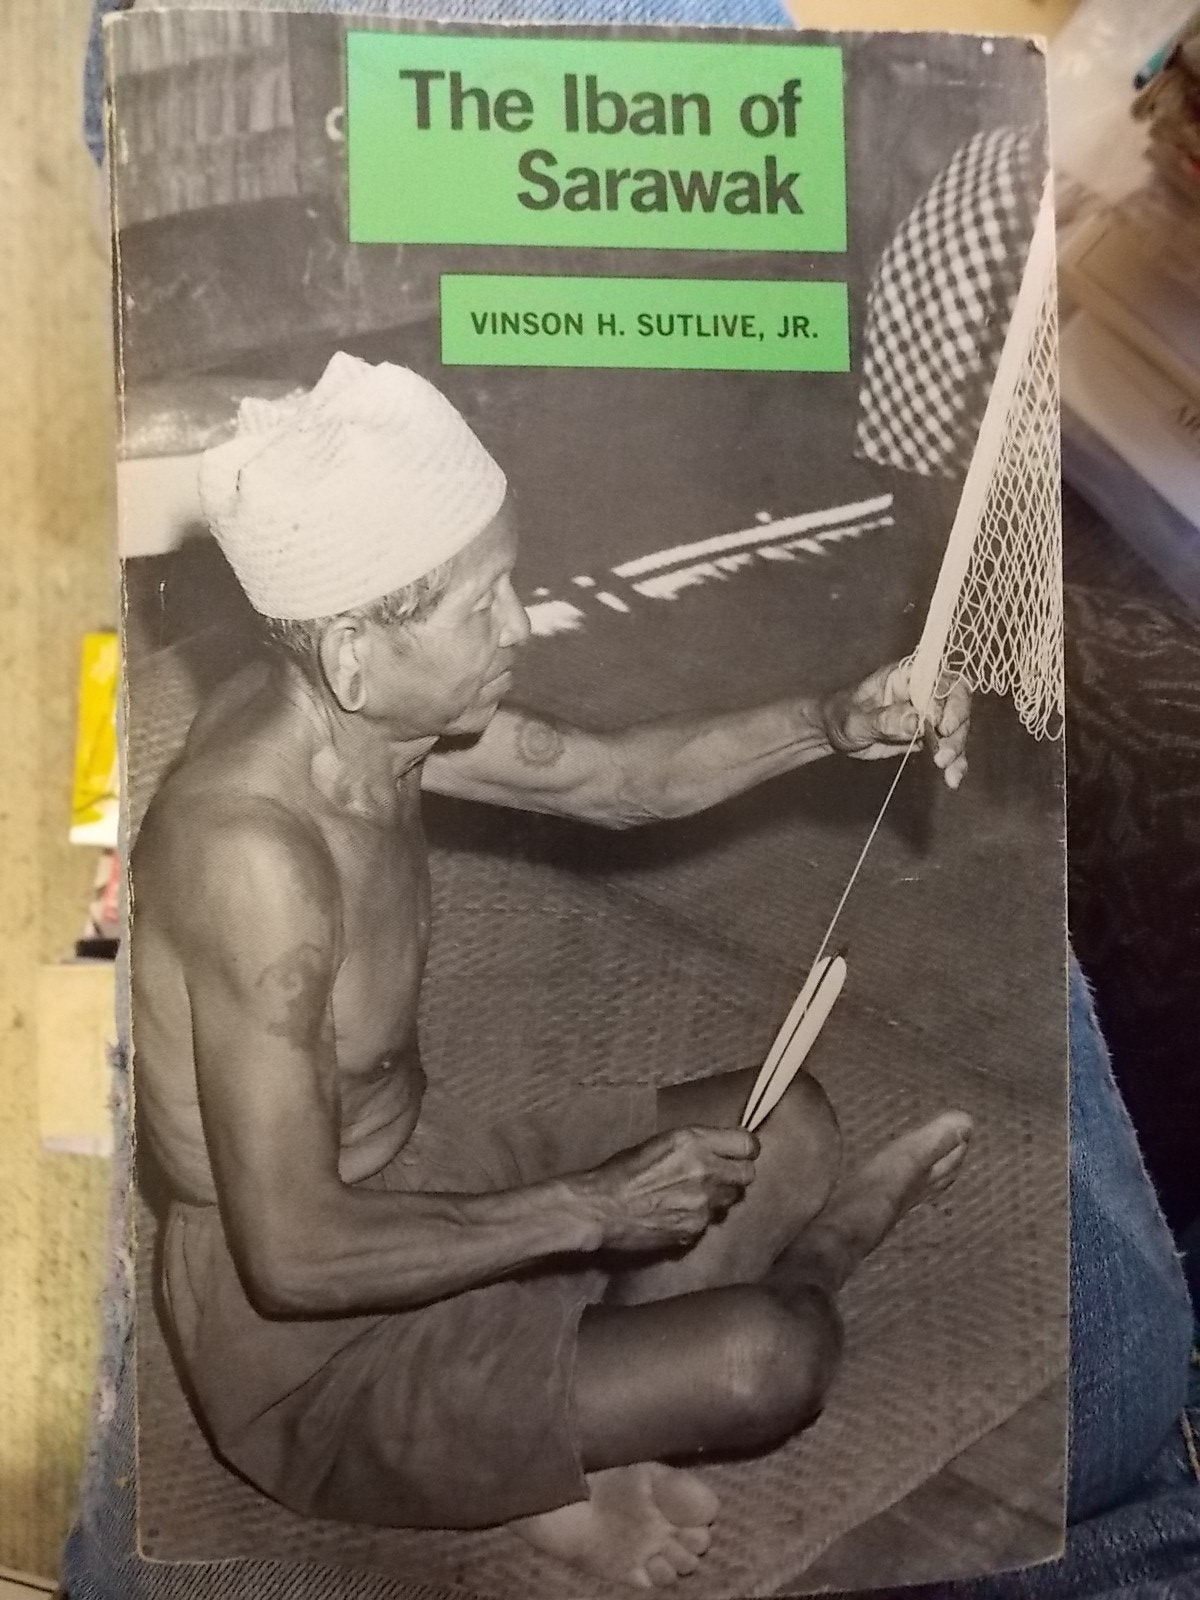 The Iban of
Sarawak
VINSON H. SUTLIVE, JR.